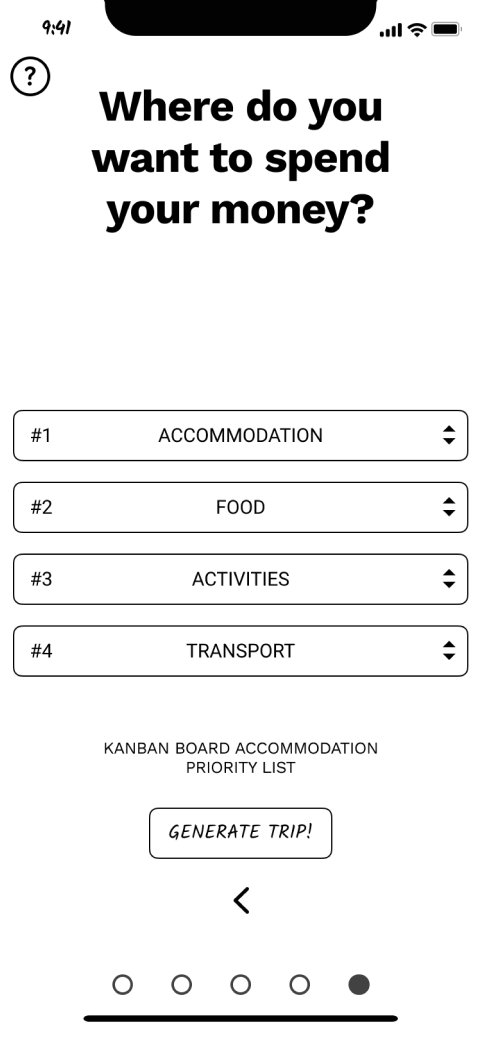 9:41
?
Where do you
want to spend
your money?
#1 ACCOMMODATION
#2 FOOD
#3 ACTIVITIES
#4 TRANSPORT
KANBAN BOARD ACCOMMODATION
PRIORITY LIST
GENERATE TRIP!